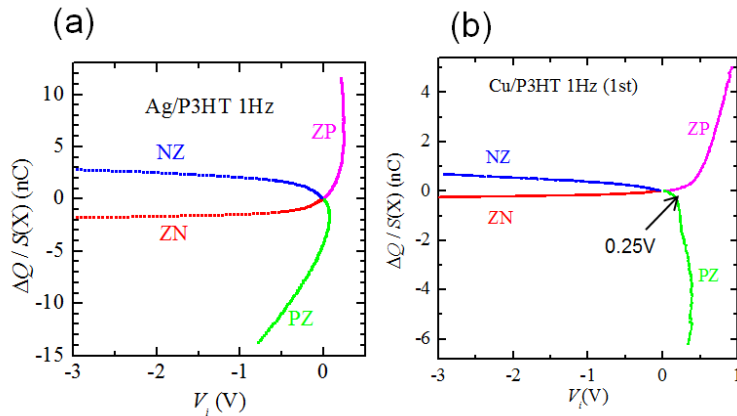 (a)
Ag/P3HT 1Hz
ZP
NZ
ZN
PZ
10
5
0
-5
-10
-15
ΔQ / S(X) (nC)
-3
-2
-1
0
V_i (V)
(b)
Cu/P3HT 1Hz (1st)
ZP
NZ
ZN
0.25V
PZ
4
2
0
-2
-4
-6
ΔQ / S(X) (nC)
-3
-2
-1
0
1
V_i(V)